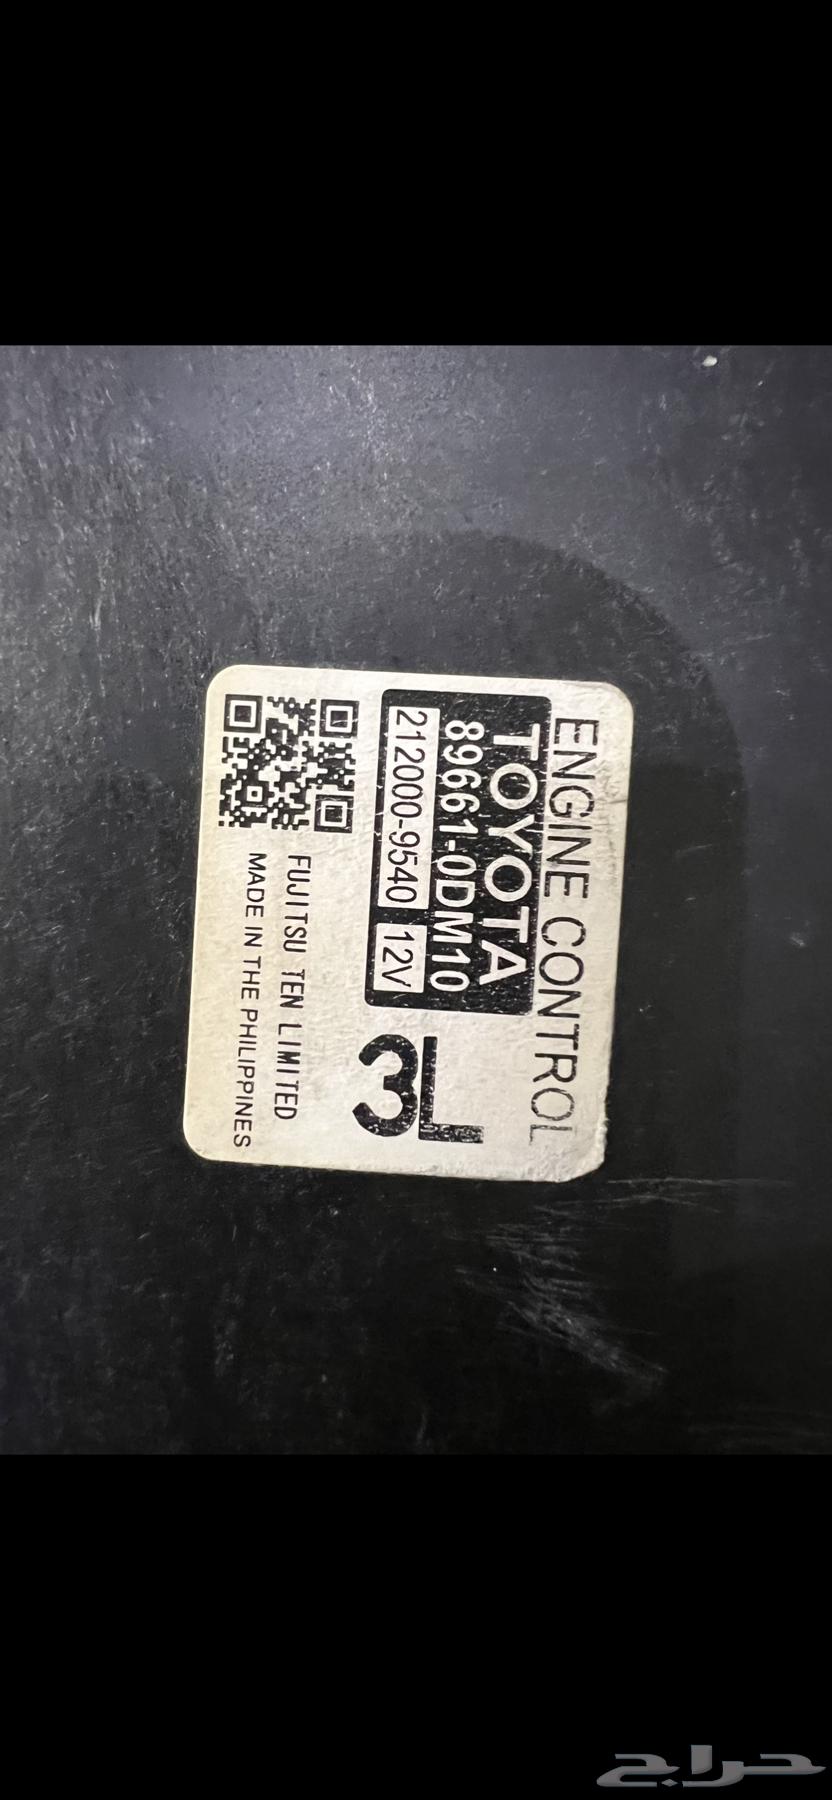 ENGINE CONTROL
TOYOTA
89661-0DM10
212000-9540 12V
3L
FUJITSU TEN LIMITED
MADE IN THE PHILIPPINES
حراج